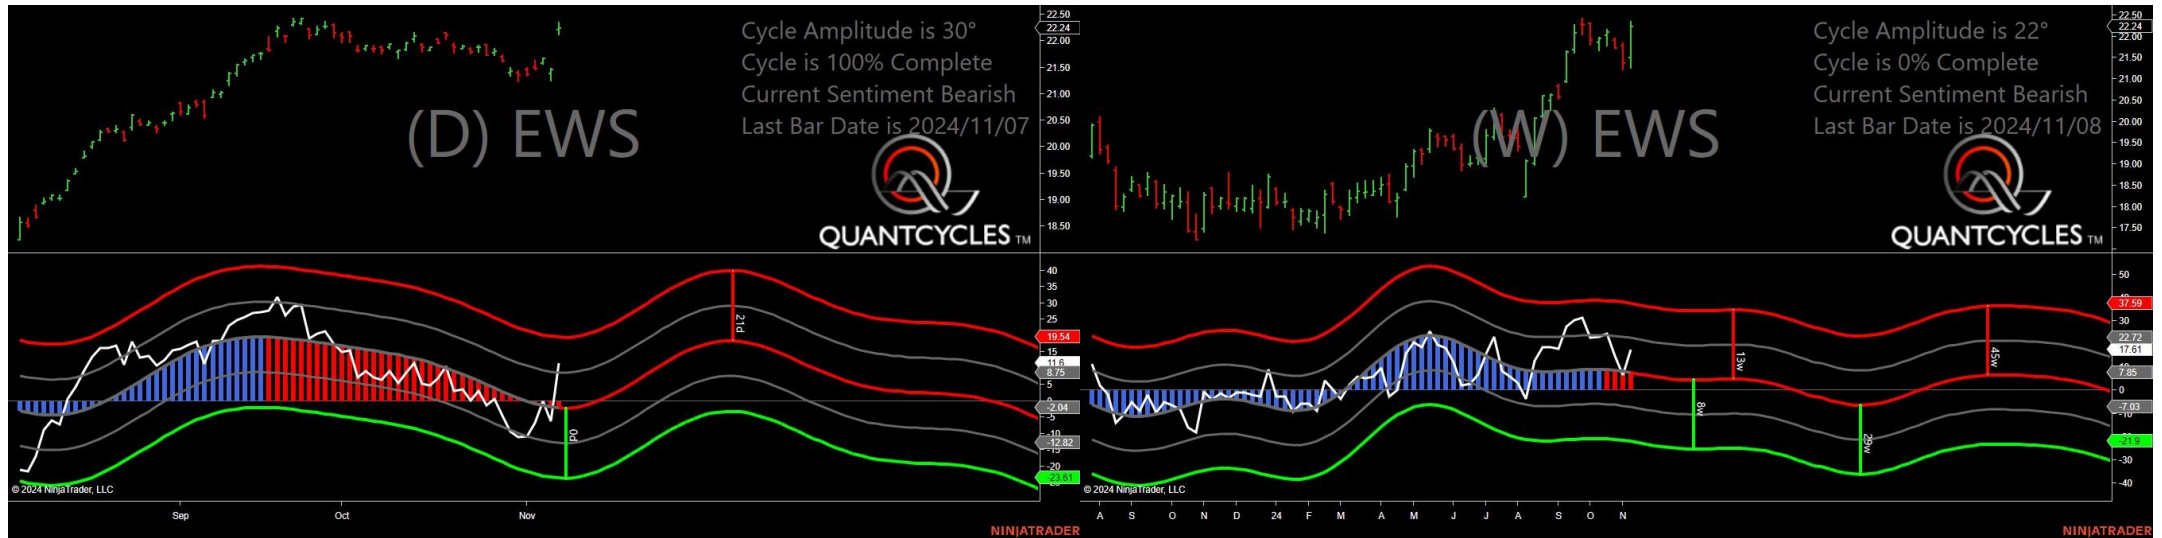 Cycle Amplitude is 30°
Cycle is 100% Complete
Current Sentiment Bearish
Last Bar Date is 2024/11/07
(D) EWS
QUANTCYCLES TM
22.50
22.24
22.00
21.50
21.00
20.50
20.00
19.50
19.00
18.50
40
35
30
25
19.54
15
11.6
8.75
5
0
-2.04
-5
-10
-12.82
-15
-20
-23.61
21d
0d
© 2024 NinjaTrader, LLC
Sep Oct Nov
NINJATRADER
Cycle Amplitude is 22°
Cycle is 0% Complete
Current Sentiment Bearish
Last Bar Date is 2024/11/08
(W) EWS
QUANTCYCLES TM
22.50
22.24
22.00
21.50
21.00
20.50
20.00
19.50
19.00
18.50
18.00
17.50
50
37.59
30
22.72
17.61
7.85
0
-7.03
-21.9
-30
-40
13w
8w
29w
45w
© 2024 NinjaTrader, LLC
A S O N D 24 F M A M J J A S O N
NINJATRADER